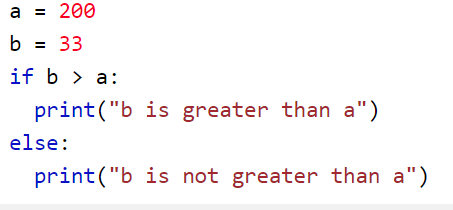 a = 200
b = 33
if b > a:
  print("b is greater than a")
else:
  print("b is not greater than a")